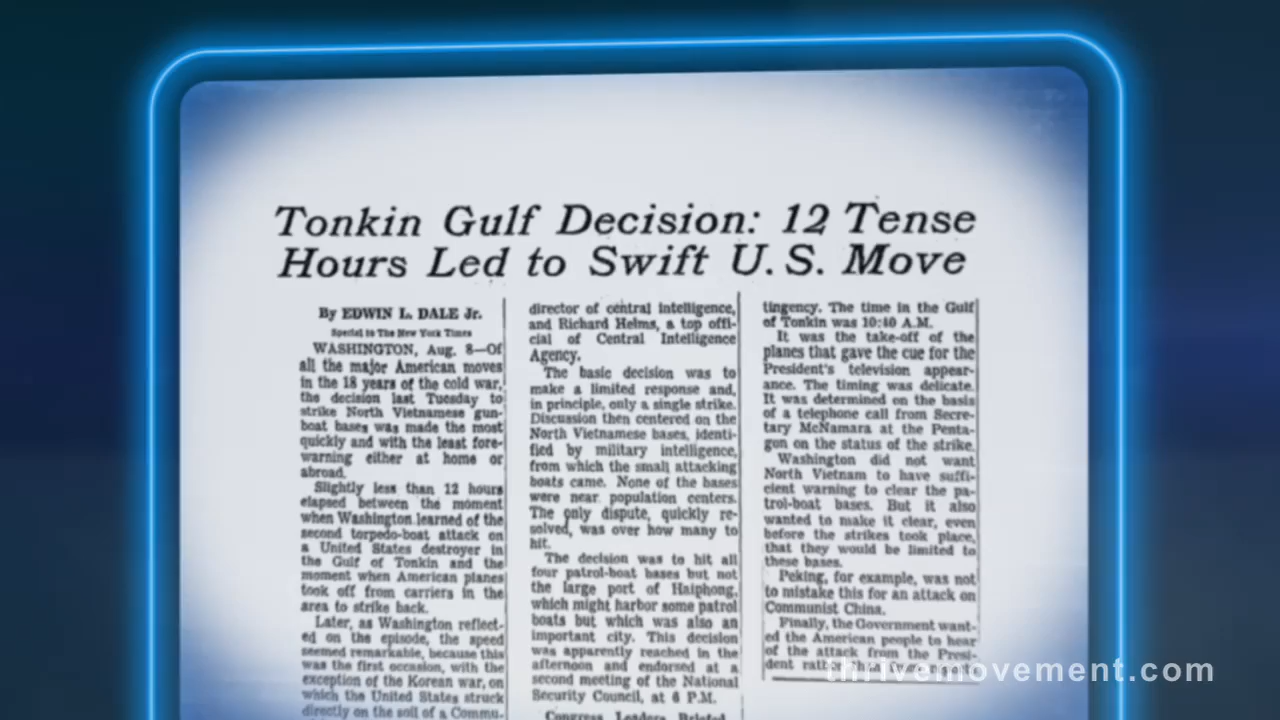 Tonkin Gulf Decision: 12 Tense
Hours Led to Swift U.S. Move
By EDWIN L. DALE Jr.
Special to The New York Times
WASHINGTON, Aug. 8—Of
all the major American moves
in the 18 years of the cold war,
the decision last Tuesday to
strike North Vietnamese gun-
boat bases was made the most
quickly and with the least fore-
warning either at home or
abroad.
Slightly less than 12 hours
elapsed between the moment
when Washington learned of the
second torpedo-boat attack on
a United States destroyer in
the Gulf of Tonkin and the
moment when American planes
took off from carriers in the
area to strike back.
Later, as Washington reflect-
ed on the episode, the speed
seemed remarkable, because this
was the first occasion, with the
exception of the Korean war, on
which the United States struck
directly on the soil of a Commu-
director of central intelligence,
and Richard Helms, a top offi-
cial of Central Intelligence
Agency.
The basic decision was to
make a limited response and,
in principle, only a single strike.
Discussion then centered on the
North Vietnamese bases, identi-
fied by military intelligence,
from which the small attacking
boats came. None of the bases
were near population centers.
The only dispute, quickly re-
solved, was over how many to
hit.
The decision was to hit all
four patrol-boat bases but not
the large port of Haiphong,
which might harbor some patrol
boats but which was also an
important city. This decision
was apparently reached in the
afternoon and endorsed at a
second meeting of the National
Security Council, at 6 P.M.
Congress Leaders Briefed
tingency. The time in the Gulf
of Tonkin was 10:40 A.M.
It was the take-off of the
planes that gave the cue for the
President's television appear-
ance. The timing was delicate.
It was determined on the basis
of a telephone call from Secre-
tary McNamara at the Penta-
gon on the status of the strike.
Washington did not want
North Vietnam to have suffi-
cient warning to clear the pa-
trol-boat bases. But it also
wanted to make it clear, even
before the strikes took place,
that they would be limited to
these bases.
Peking, for example, was not
to mistake this for an attack on
Communist China.
Finally, the Government want-
ed the American people to hear
of the attack from the Presi-
dent
thrivemovement.com